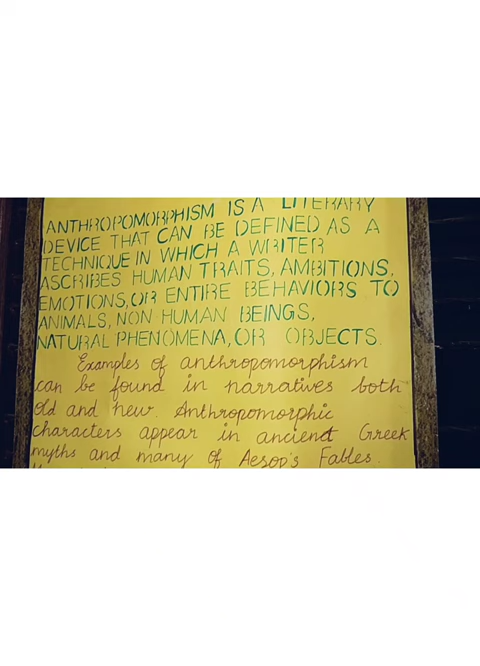 ANTHROPOMORPHISM IS A LITERARY
DEVICE THAT CAN BE DEFINED AS A
TECHNIQUE IN WHICH A WRITER
ASCRIBES HUMAN TRAITS, AMBITIONS,
EMOTIONS, OR ENTIRE BEHAVIORS TO
ANIMALS, NON HUMAN BEINGS,
NATURAL PHENOMENA, OR OBJECTS.
Examples of anthropomorphism
can be found in narratives both
old and new. Anthropomorphic
characters appear in ancient Greek
myths and many of Aesop's Fables.